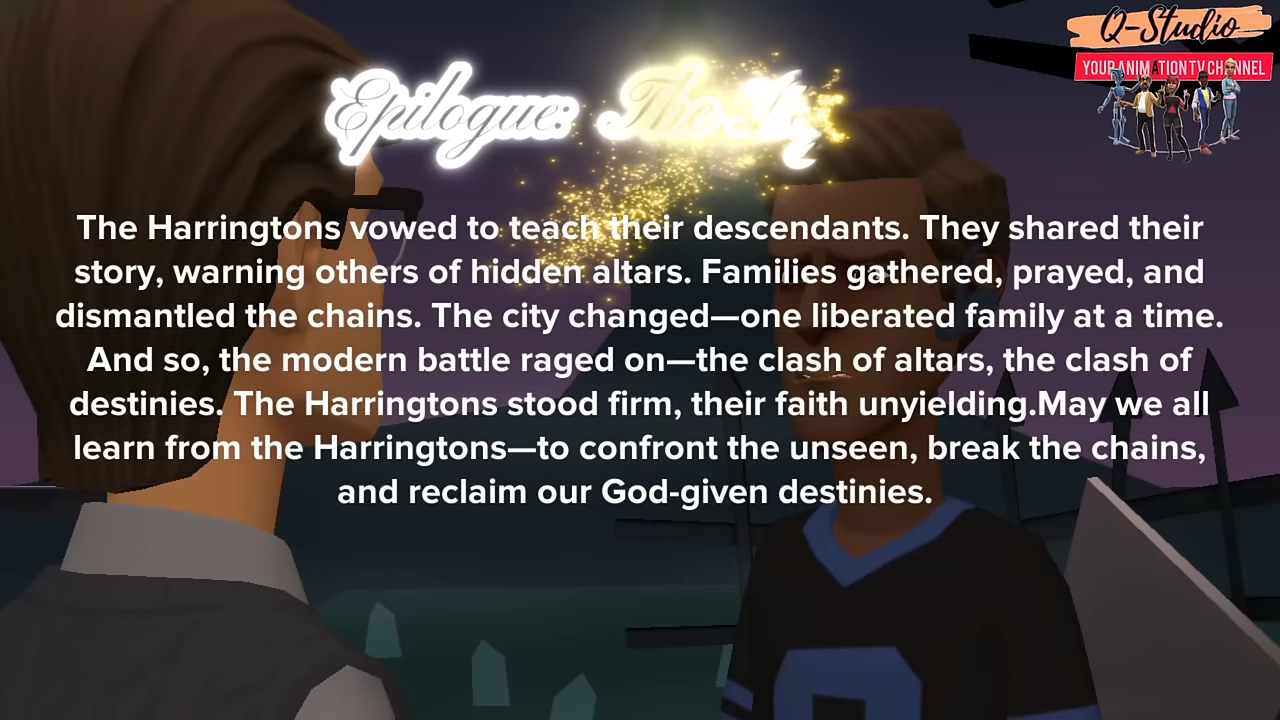 Q-Studio
YOUR ANIMATION TV CHANNEL
Epilogue: The
The Harringtons vowed to teach their descendants. They shared their
story, warning others of hidden altars. Families gathered, prayed, and
dismantled the chains. The city changed—one liberated family at a time.
And so, the modern battle raged on—the clash of altars, the clash of
destinies. The Harringtons stood firm, their faith unyielding.May we all
learn from the Harringtons—to confront the unseen, break the chains,
and reclaim our God-given destinies.